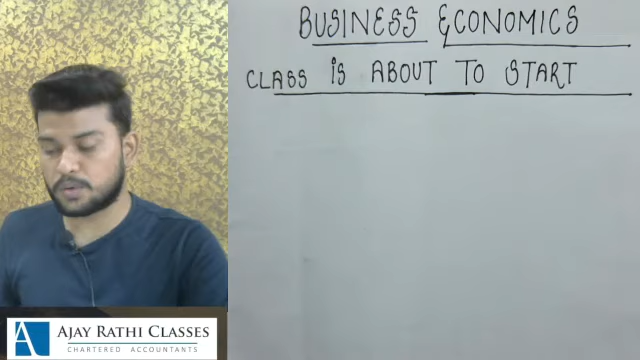 BUSINESS ECONOMICS
CLASS IS ABOUT TO START
A
AJAY RATHI CLASSES
CHARTERED ACCOUNTANTS